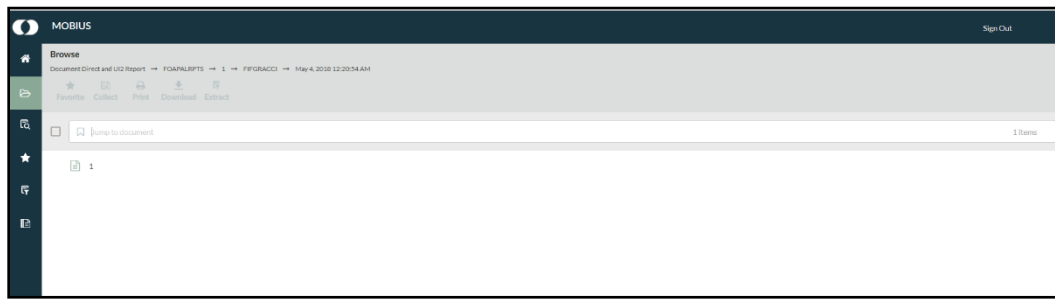 MOBIUS
Sign Out
Browse
Document Direct and UI2 Report → FOAPALRPTS → 1 → FIFGRACCI → May 4, 2018 12:20:54 AM
Favorite Collect Print Download Extract
Jump to document
1 Items
1